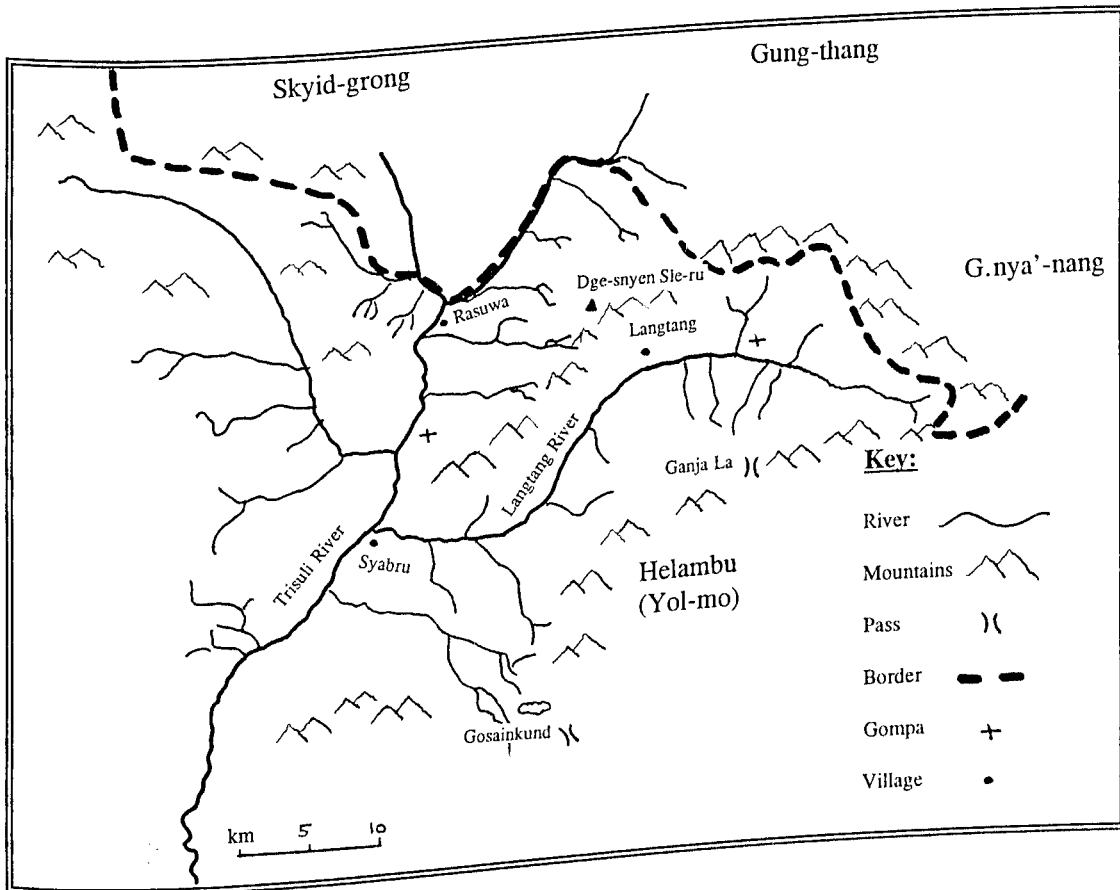 Skyid-grong
Gung-thang
G.nya'-nang
Dge-snyen Sle-ru
Rasuwa
Langtang
Langtang River
Ganja La
Trisuli River
Syabru
Helambu
(Yol-mo)
Gosainkund
km 5 10
Key:
River
Mountains
Pass
Border
Gompa
Village